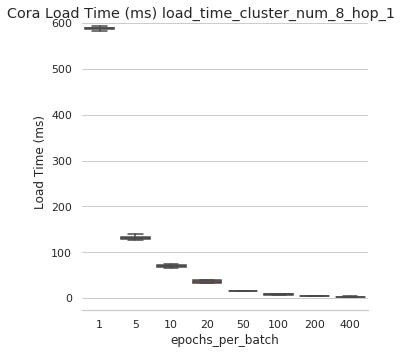 Cora Load Time (ms) load_time_cluster_num_8_hop_1
600
500
400
300
200
100
0
Load Time (ms)
1 5 10 20 50 100 200 400
epochs_per_batch